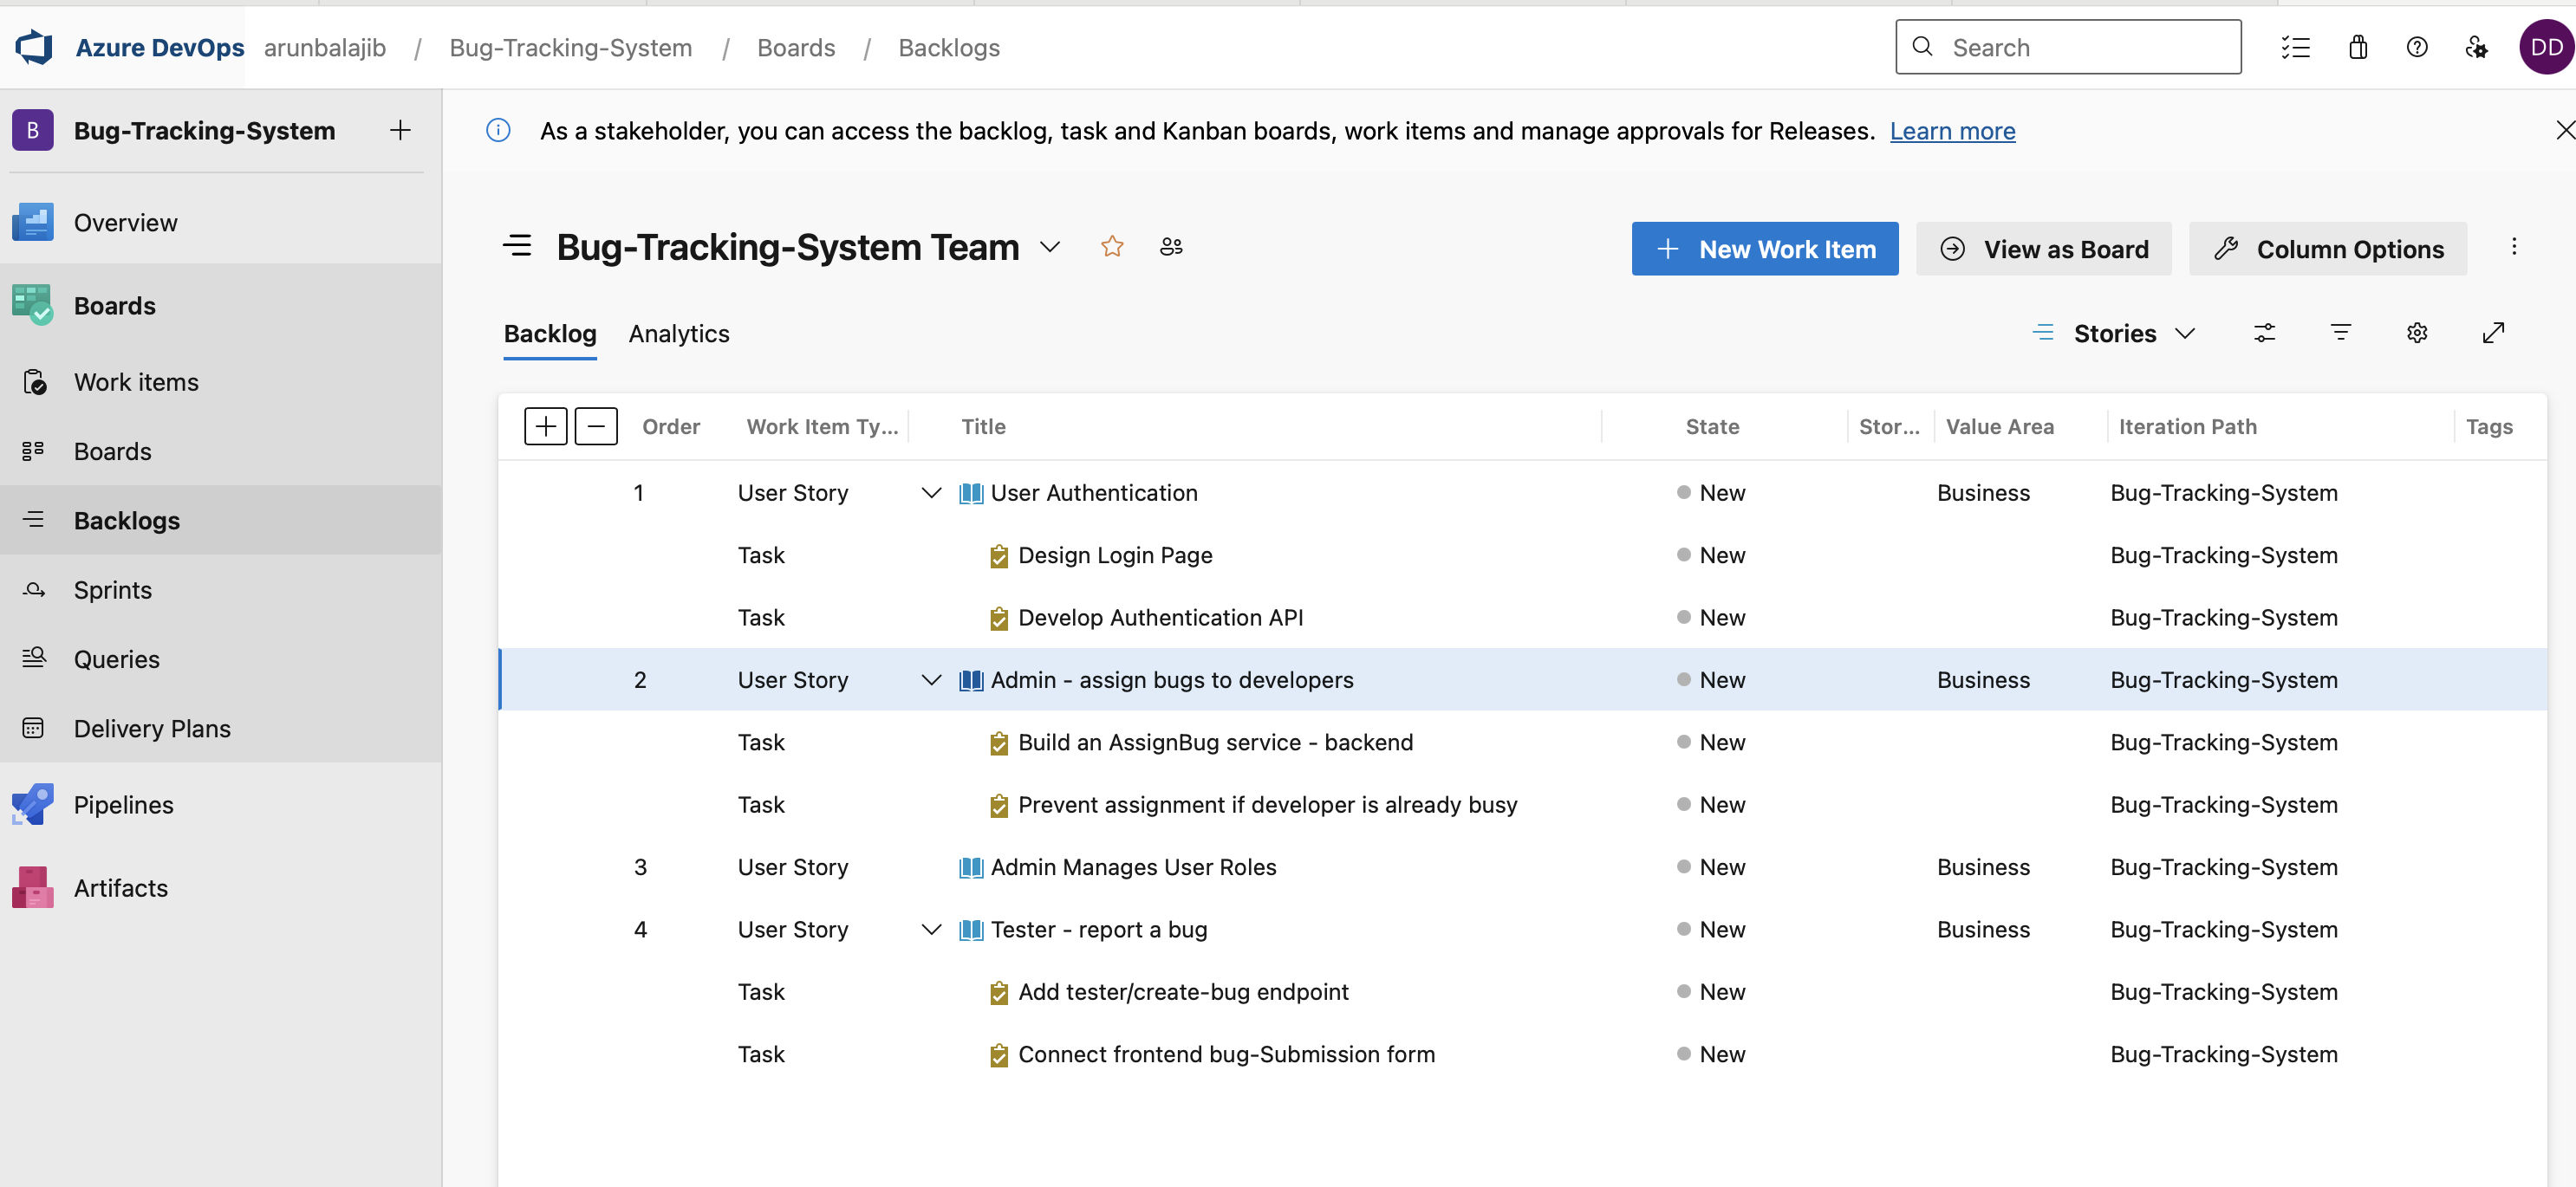 Azure DevOps arunbalajib / Bug-Tracking-System / Boards / Backlogs Search DD
B Bug-Tracking-System
As a stakeholder, you can access the backlog, task and Kanban boards, work items and manage approvals for Releases. Learn more
Overview
Boards
Work items
Boards
Backlogs
Sprints
Queries
Delivery Plans
Pipelines
Artifacts
Bug-Tracking-System Team
New Work Item View as Board Column Options
Backlog Analytics Stories
Order Work Item Ty... Title State Stor... Value Area Iteration Path Tags
1 User Story User Authentication New Business Bug-Tracking-System
Task Design Login Page New Bug-Tracking-System
Task Develop Authentication API New Bug-Tracking-System
2 User Story Admin - assign bugs to developers New Business Bug-Tracking-System
Task Build an AssignBug service - backend New Bug-Tracking-System
Task Prevent assignment if developer is already busy New Bug-Tracking-System
3 User Story Admin Manages User Roles New Business Bug-Tracking-System
4 User Story Tester - report a bug New Business Bug-Tracking-System
Task Add tester/create-bug endpoint New Bug-Tracking-System
Task Connect frontend bug-Submission form New Bug-Tracking-System